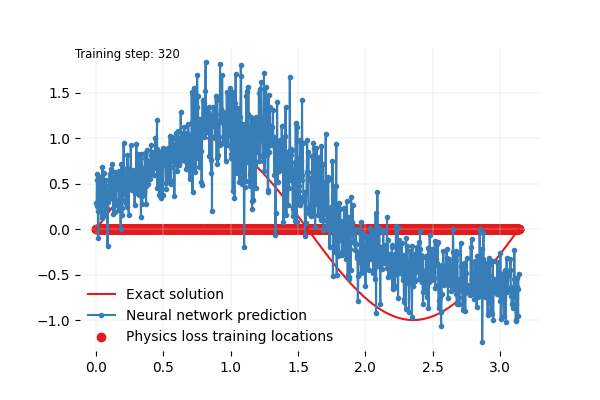 Training step: 320
1.5
1.0
0.5
0.0
−0.5
−1.0
Exact solution
Neural network prediction
Physics loss training locations
0.0 0.5 1.0 1.5 2.0 2.5 3.0